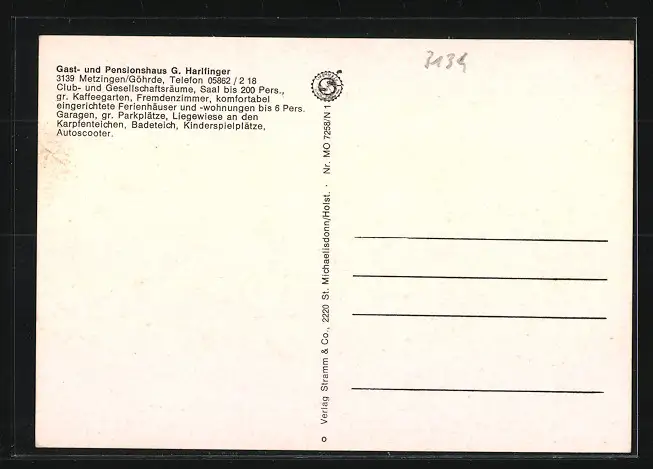 Gast- und Pensionshaus G. Harlfinger
3139 Metzingen/Göhrde, Telefon 05862 / 2 18
Club- und Gesellschaftsräume, Saal bis 200 Pers.,
gr. Kaffeegarten, Fremdenzimmer, komfortabel
eingerichtete Ferienhäuser und -wohnungen bis 6 Pers.
Garagen, gr. Parkplätze, Liegewiese an den
Karpfenteichen, Badeteich, Kinderspielplätze,
Autoscooter.
3139
Verlag Stramm & Co., 2220 St. Michaelisdonn/Holst. · Nr. MO 7258/N 1